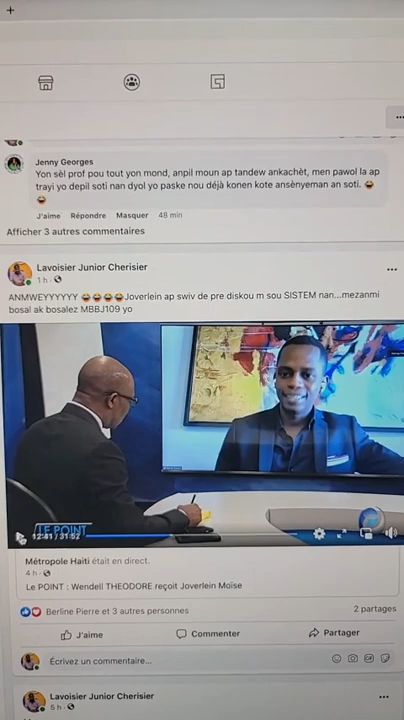 Jenny Georges
Yon sèl prof pou tout yon mond, anpil moun ap tandew ankachèt, men pawol la ap
trayi yo depil soti nan dyol yo paske nou déjà konen kote ansènyeman an soti. 😂
😂
J'aime Répondre Masquer 48 min
Afficher 3 autres commentaires
Lavoisier Junior Cherisier
1 h ·
ANMWEYYYYYY 😂😂😂😂Joverlein ap swiv de pre diskou m sou SISTEM nan...mezanmi
bosal ak bosalez MBBJ109 yo
LE POINT
12:41 / 31:52
Métropole Haiti était en direct.
4 h ·
Le POINT : Wendell THEODORE reçoit Joverlein Moïse
Berline Pierre et 3 autres personnes
2 partages
J'aime
Commenter
Partager
Écrivez un commentaire...
GIF
Lavoisier Junior Cherisier
5 h ·